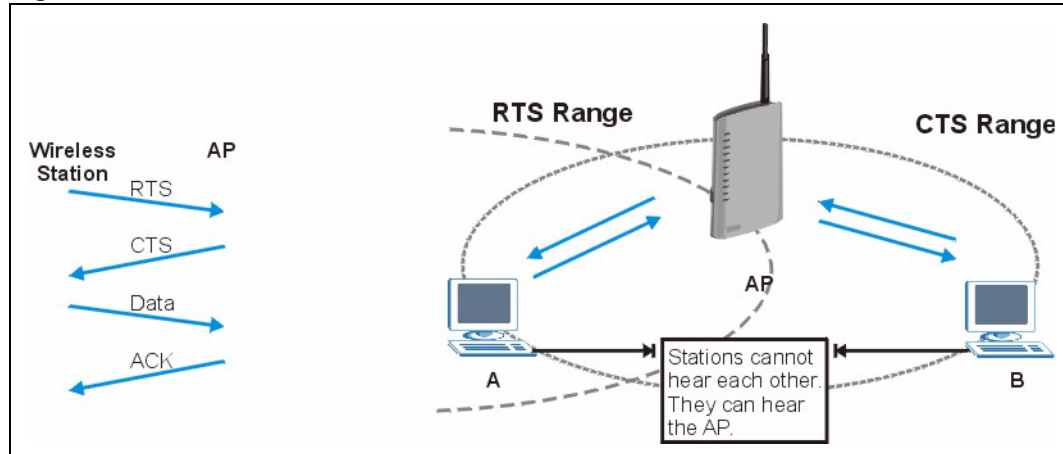 Wireless
Station
AP
RTS
CTS
Data
ACK
RTS Range
CTS Range
AP
A
B
Stations cannot
hear each other.
They can hear
the AP.